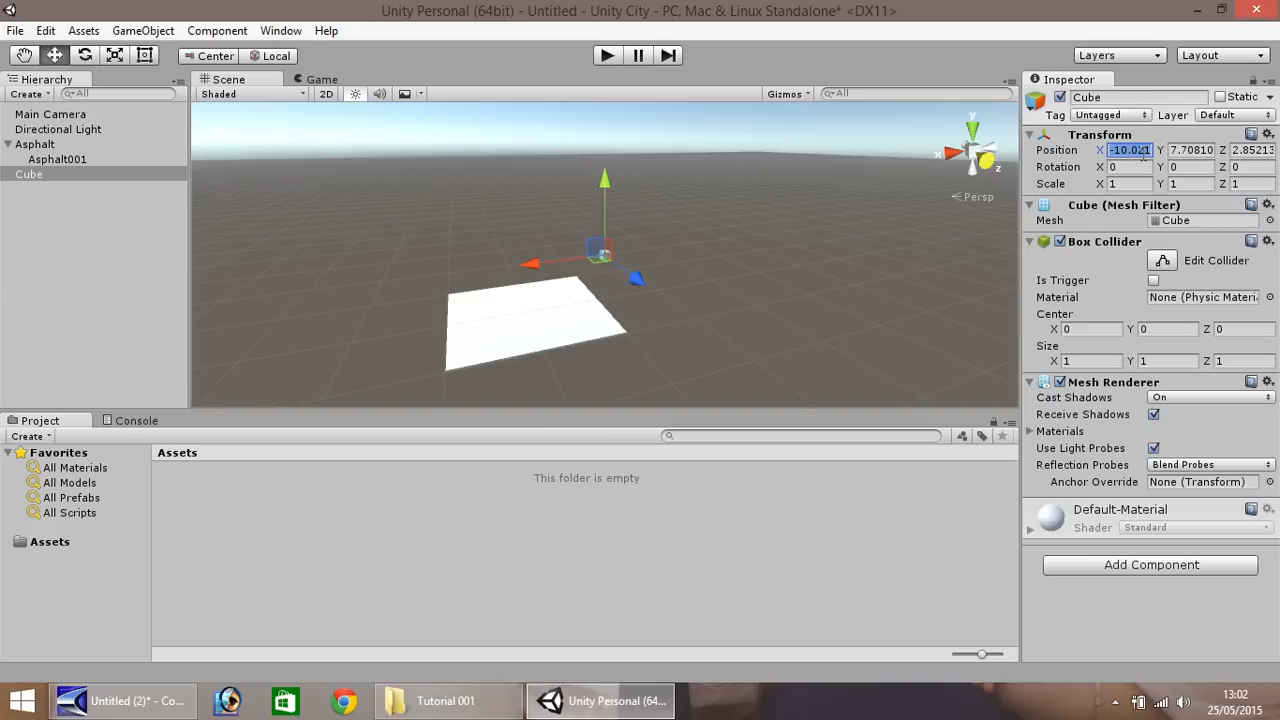 Unity Personal (64bit) - Untitled - Unity City - PC, Mac & Linux Standalone* <DX11>
File Edit Assets GameObject Component Window Help
Center Local Layers Layout
Hierarchy
Create All
Main Camera
Directional Light
Asphalt
Asphalt001
Cube
Scene Game
Shaded 2D Gizmos All
y
x
z
Persp
Inspector
Cube Static
Tag Untagged Layer Default
Transform
Position X -10.021 Y 7.70810 Z 2.85213
Rotation X 0 Y 0 Z 0
Scale X 1 Y 1 Z 1
Cube (Mesh Filter)
Mesh Cube
Box Collider
Edit Collider
Is Trigger
Material None (Physic Materi
Center
X 0 Y 0 Z 0
Size
X 1 Y 1 Z 1
Mesh Renderer
Cast Shadows On
Receive Shadows
Materials
Use Light Probes
Reflection Probes Blend Probes
Anchor Override None (Transform)
Default-Material
Shader Standard
Add Component
Project Console
Create
Favorites
All Materials
All Models
All Prefabs
All Scripts
Assets
Assets
This folder is empty
Untitled (2)* - Co... Tutorial 001 Unity Personal (64...
13:02
25/05/2015